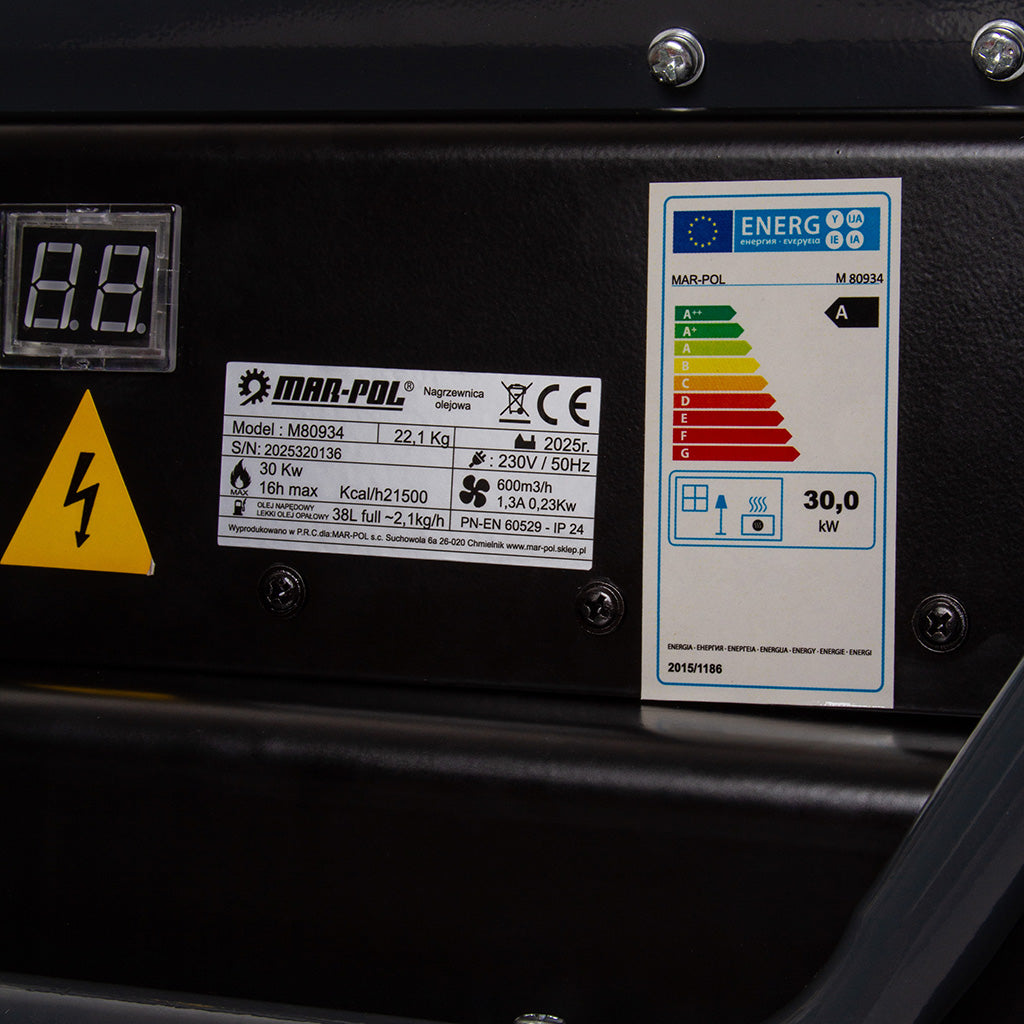 88
MAR-POL®
Nagrzewnica
olejowa
CE
Model : M80934
22,1 Kg
2025r.
S/N: 2025320136
: 230V / 50Hz
30 Kw
MAX
16h max Kcal/h21500
600m3/h
1,3A 0,23Kw
OLEJ NAPĘDOWY
LEKKI OLEJ OPAŁOWY 38L full ~2,1kg/h
PN-EN 60529 - IP 24
Wyprodukowano w P.R.C.dla:MAR-POL s.c. Suchowola 6a 26-020 Chmielnik www.mar-pol.sklep.pl
ENERG Y IJA
енергия · ενεργεια IE IA
MAR-POL M 80934
A++
A+
A
B
C
D
E
F
G
A
30,0
kW
ENERGIA · ЕНЕРГИЯ · ΕΝΕΡΓΕΙΑ · ENERGIJA · ENERGY · ENERGIE · ENERGI
2015/1186